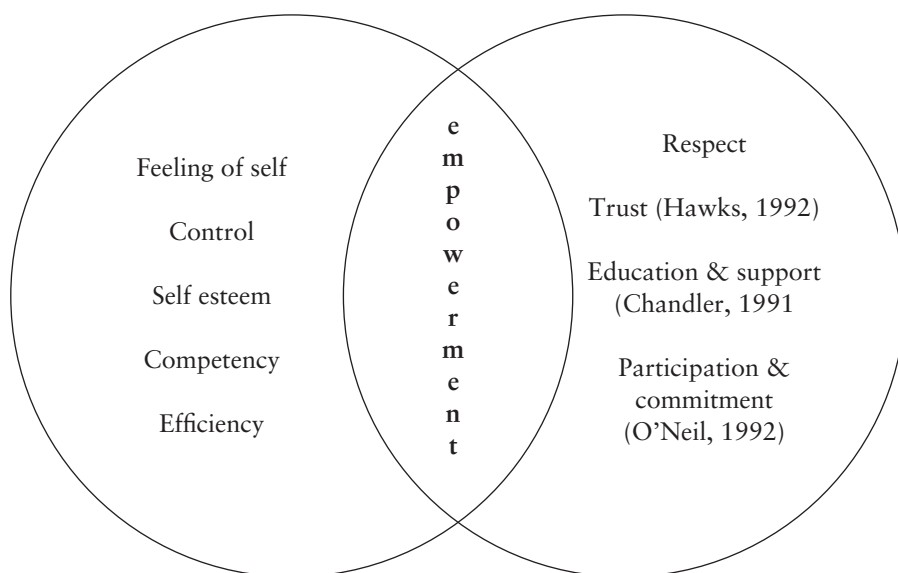 Feeling of self
Control
Self esteem
Competency
Efficiency
empowerment
Respect
Trust (Hawks, 1992)
Education & support
(Chandler, 1991
Participation &
commitment
(O’Neil, 1992)